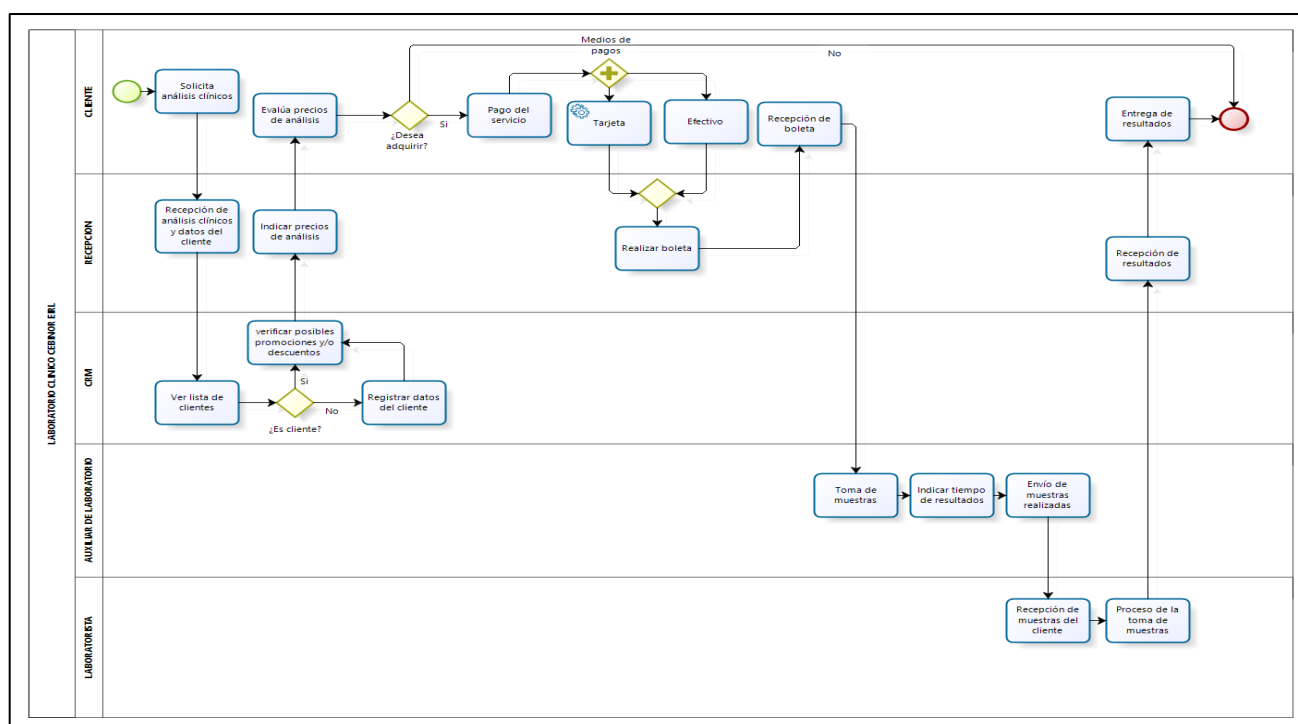 LABORATORIO CLINICO CEBINOR EIRL
CLIENTE
Solicita
análisis clínicos
Evalúa precios
de análisis
¿Desea
adquirir?
Si
No
Pago del
servicio
Medios de
pagos
Tarjeta
Efectivo
Recepción de
boleta
Entrega de
resultados
RECEPCION
Recepción de
análisis clínicos
y datos del
cliente
Indicar precios
de análisis
Realizar boleta
Recepción de
resultados
CRM
verificar posibles
promociones y/o
descuentos
Ver lista de
clientes
Si
No
¿Es cliente?
Registrar datos
del cliente
AUXILIAR DE LABORATORIO
Toma de
muestras
Indicar tiempo
de resultados
Envío de
muestras
realizadas
LABORATORISTA
Recepción de
muestras del
cliente
Proceso de la
toma de
muestras